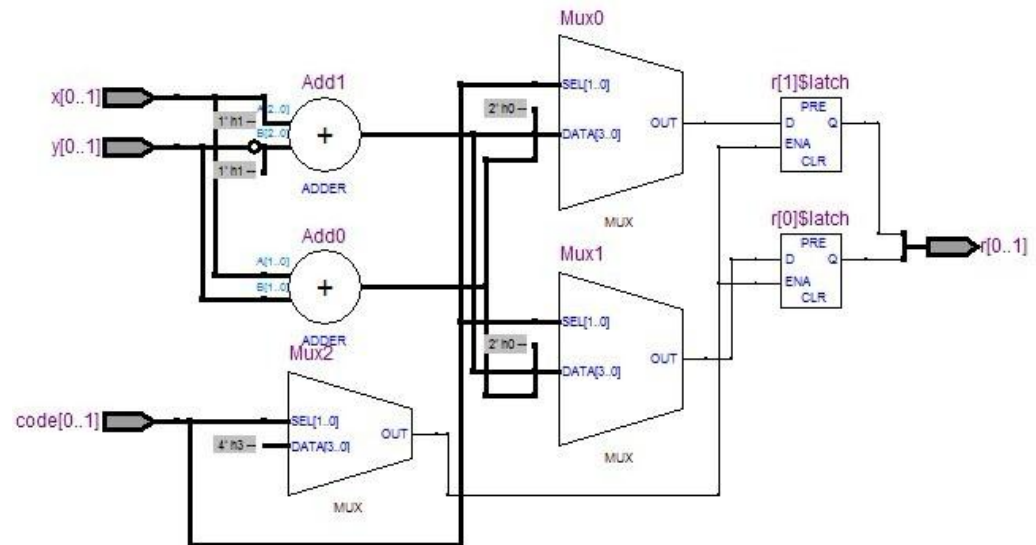 Mux0
Add1
r[1]$latch
x[0..1]
A[2..0]
SEL[1..0]
2' h0
PRE
D
Q
1' h1
B[2..0]
y[0..1]
+
DATA[3..0]
OUT
ENA
CLR
1' h1
ADDER
MUX
r[0]$latch
Add0
Mux1
PRE
D
Q
r[0..1]
A[1..0]
B[1..0]
+
ENA
CLR
SEL[1..0]
ADDER
2' h0
Mux2
OUT
DATA[3..0]
code[0..1]
SEL[1..0]
OUT
4' h3
DATA[3..0]
MUX
MUX